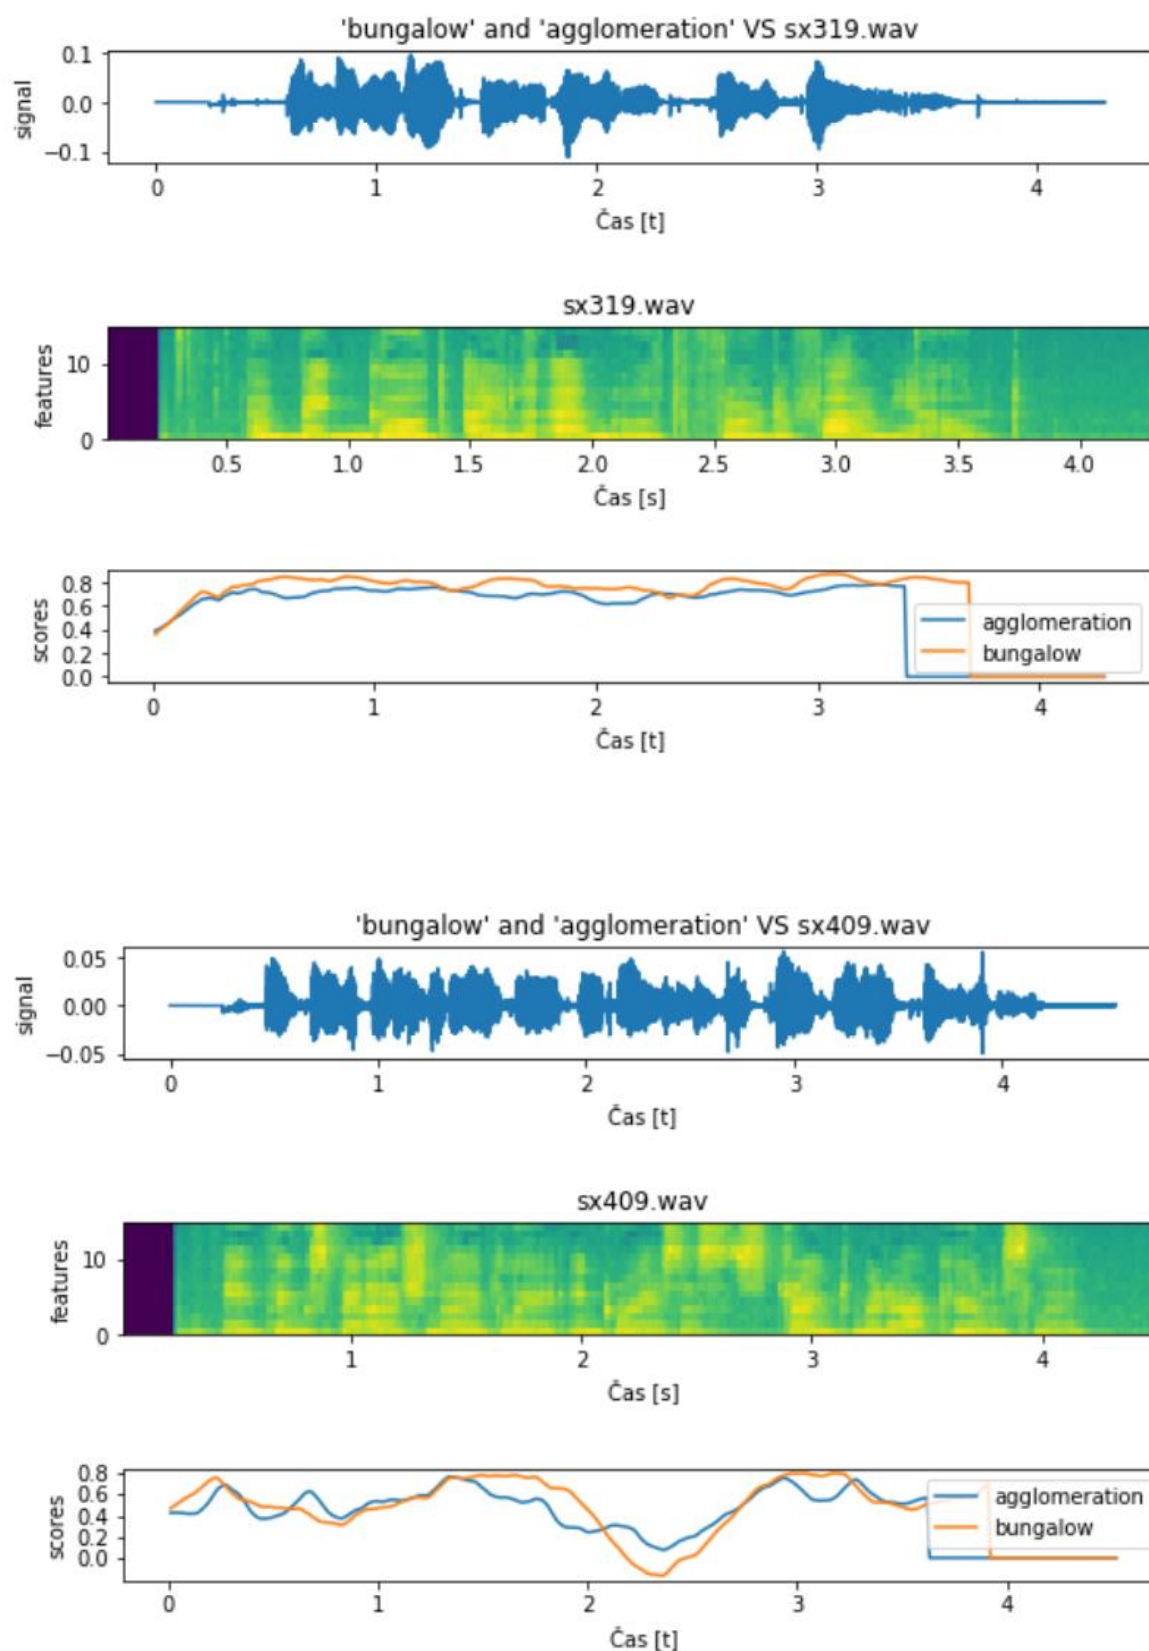 'bungalow' and 'agglomeration' VS sx319.wav
0.1
0.0
−0.1
signal
0 1 2 3 4
Čas [t]
sx319.wav
10
0
features
0.5 1.0 1.5 2.0 2.5 3.0 3.5 4.0
Čas [s]
0.8
0.6
0.4
0.2
0.0
scores
agglomeration
bungalow
0 1 2 3 4
Čas [t]
'bungalow' and 'agglomeration' VS sx409.wav
0.05
0.00
−0.05
signal
0 1 2 3 4
Čas [t]
sx409.wav
10
0
features
1 2 3 4
Čas [s]
0.8
0.6
0.4
0.2
0.0
scores
agglomeration
bungalow
0 1 2 3 4
Čas [t]